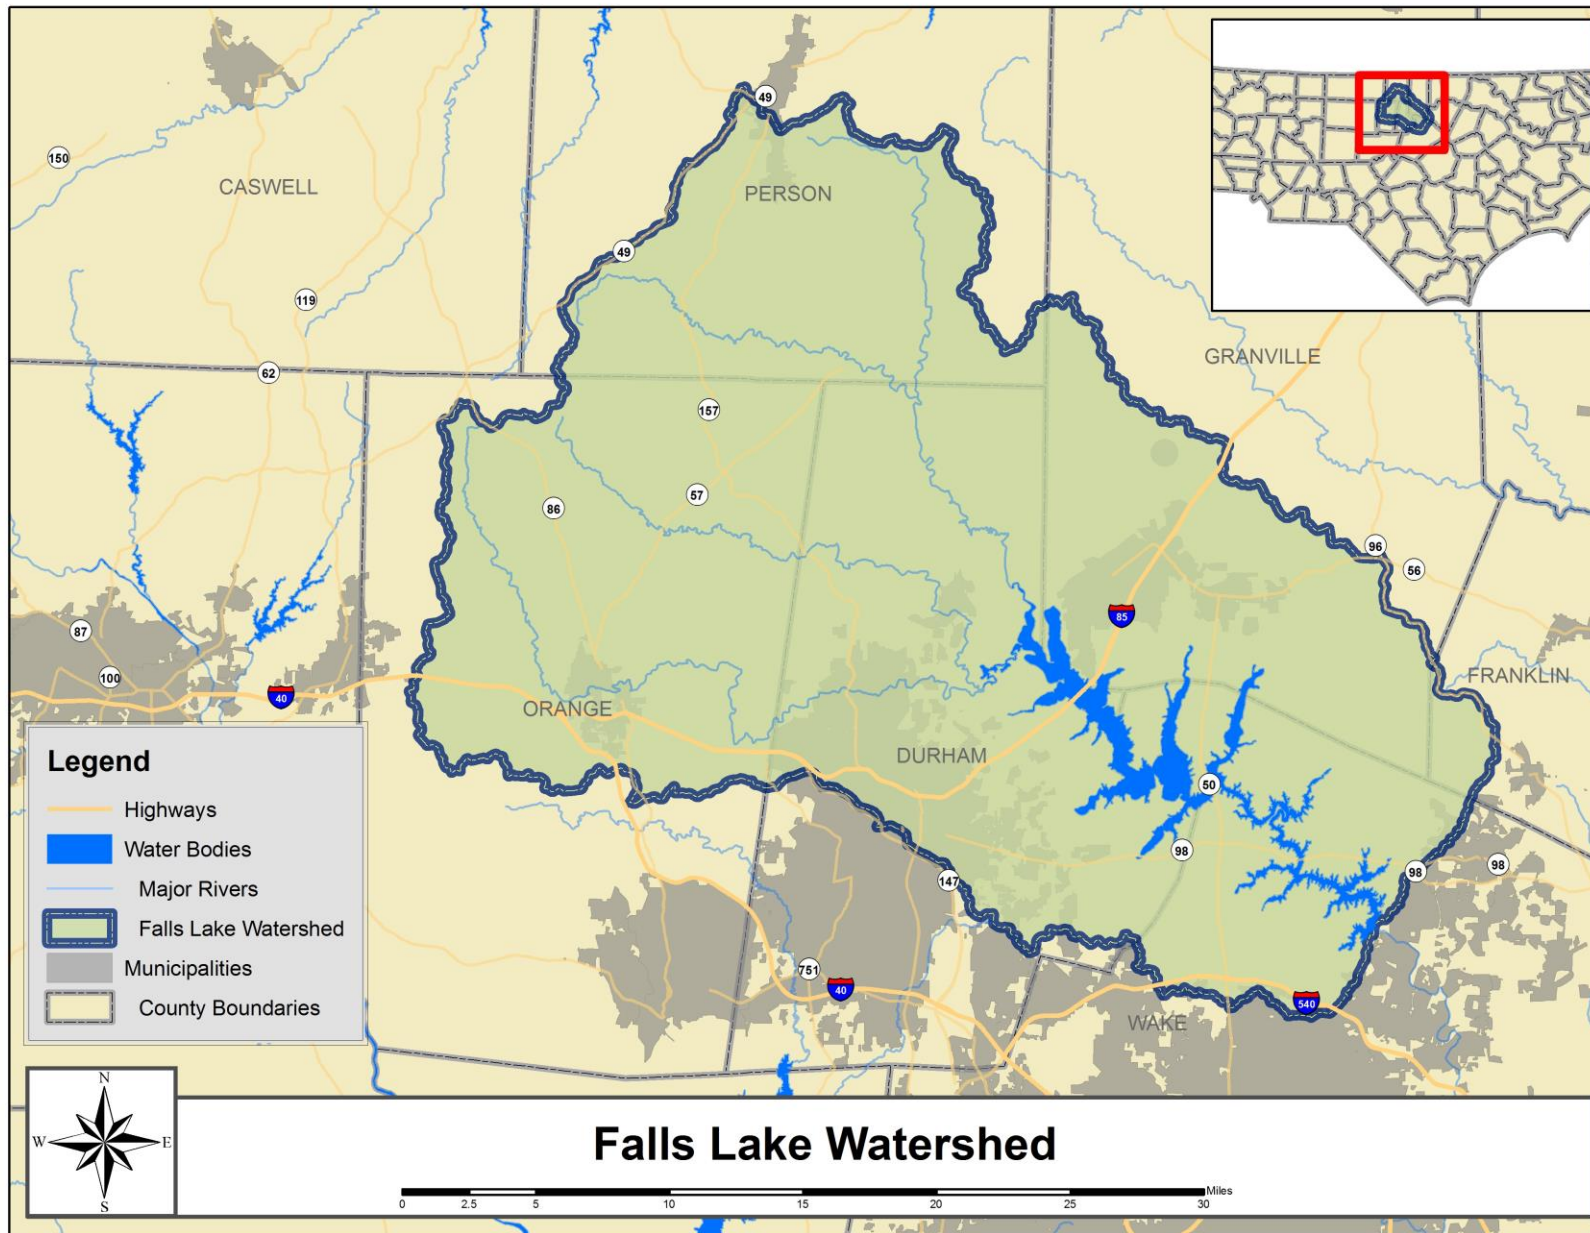 49
150
CASWELL
PERSON
49
119
GRANVILLE
62
157
57
86
96
56
85
87
100
40
FRANKLIN
ORANGE
DURHAM
50
98
98
98
147
751
40
540
WAKE
Legend
Highways
Water Bodies
Major Rivers
Falls Lake Watershed
Municipalities
County Boundaries
N
W E
S
Falls Lake Watershed
Miles
0 2.5 5 10 15 20 25 30